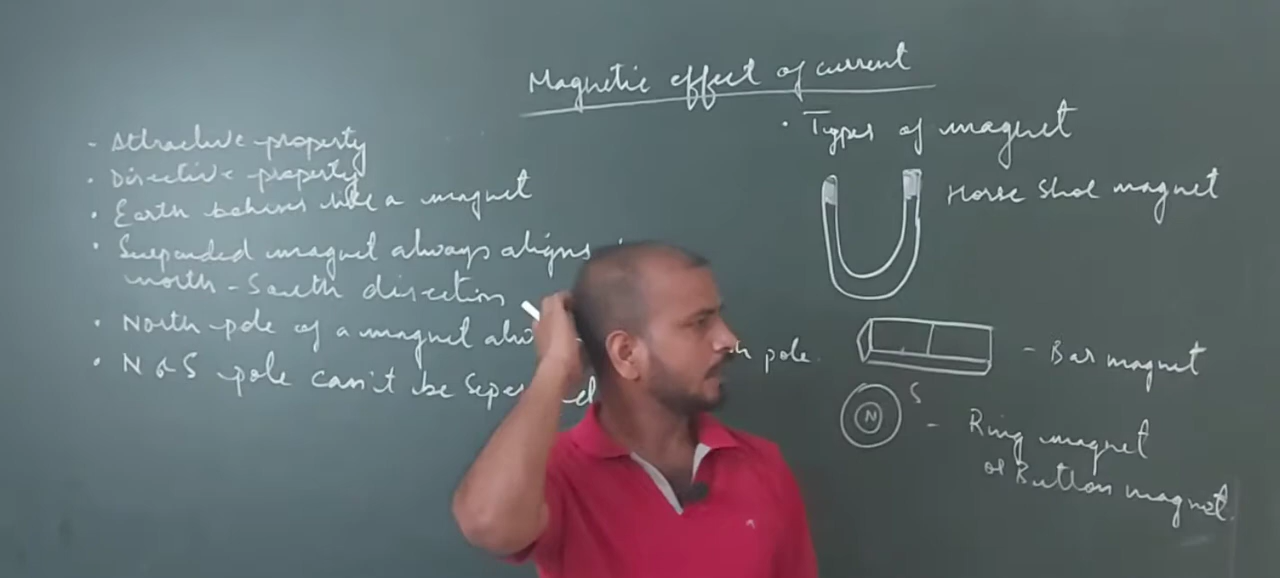 Magnetic effect of current
- Attractive property
· Directive property
· Earth behaves like a magnet
· Suspended magnet always aligns
north-South direction
· North pole of a magnet pole.
· N & S pole can't be
· Types of magnet
Horse Shoe magnet
- Bar magnet
N S - Ring magnet
or Button magnet.